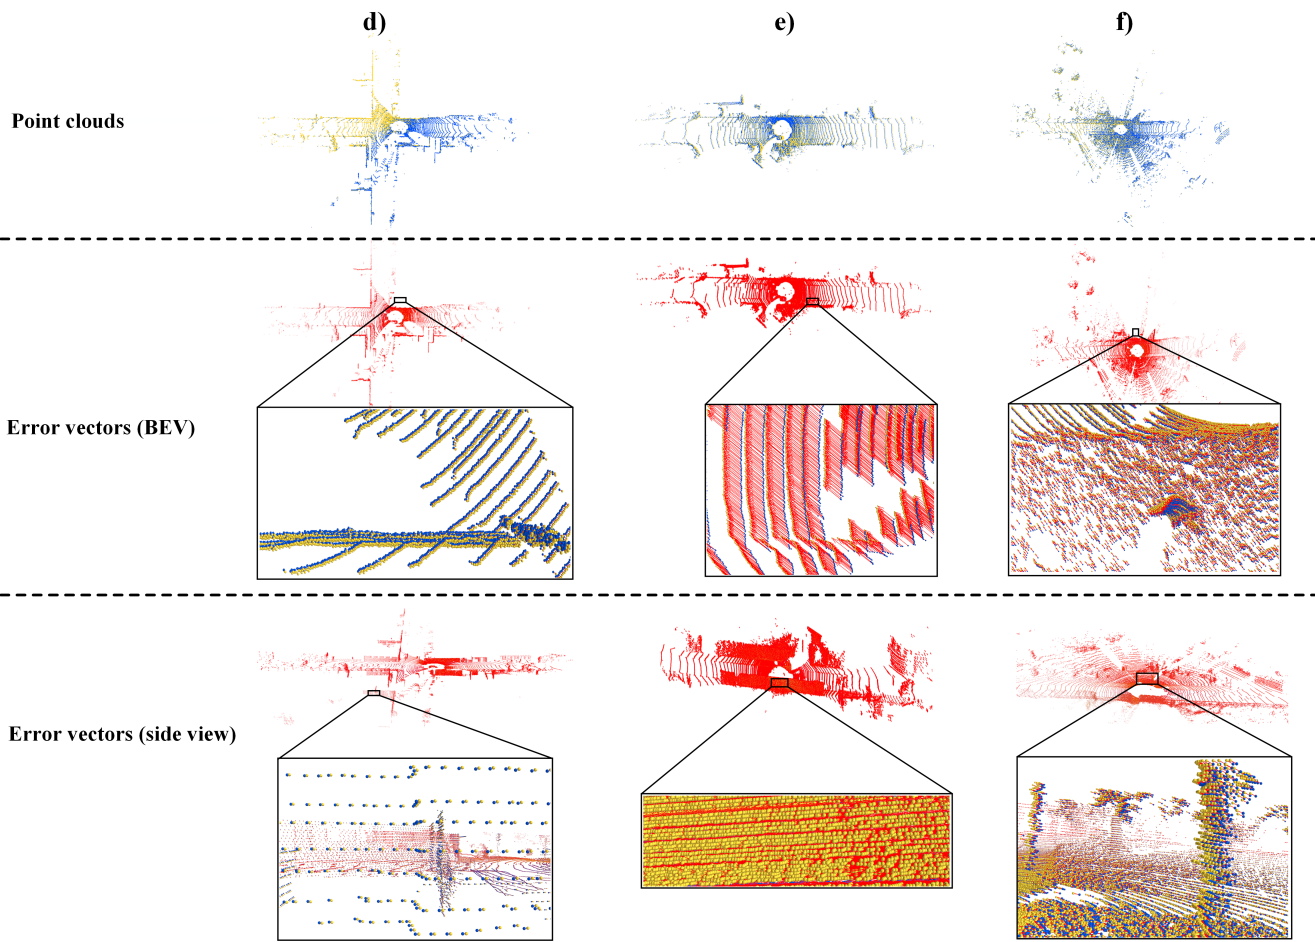 d)
e)
f)
Point clouds
Error vectors (BEV)
Error vectors (side view)